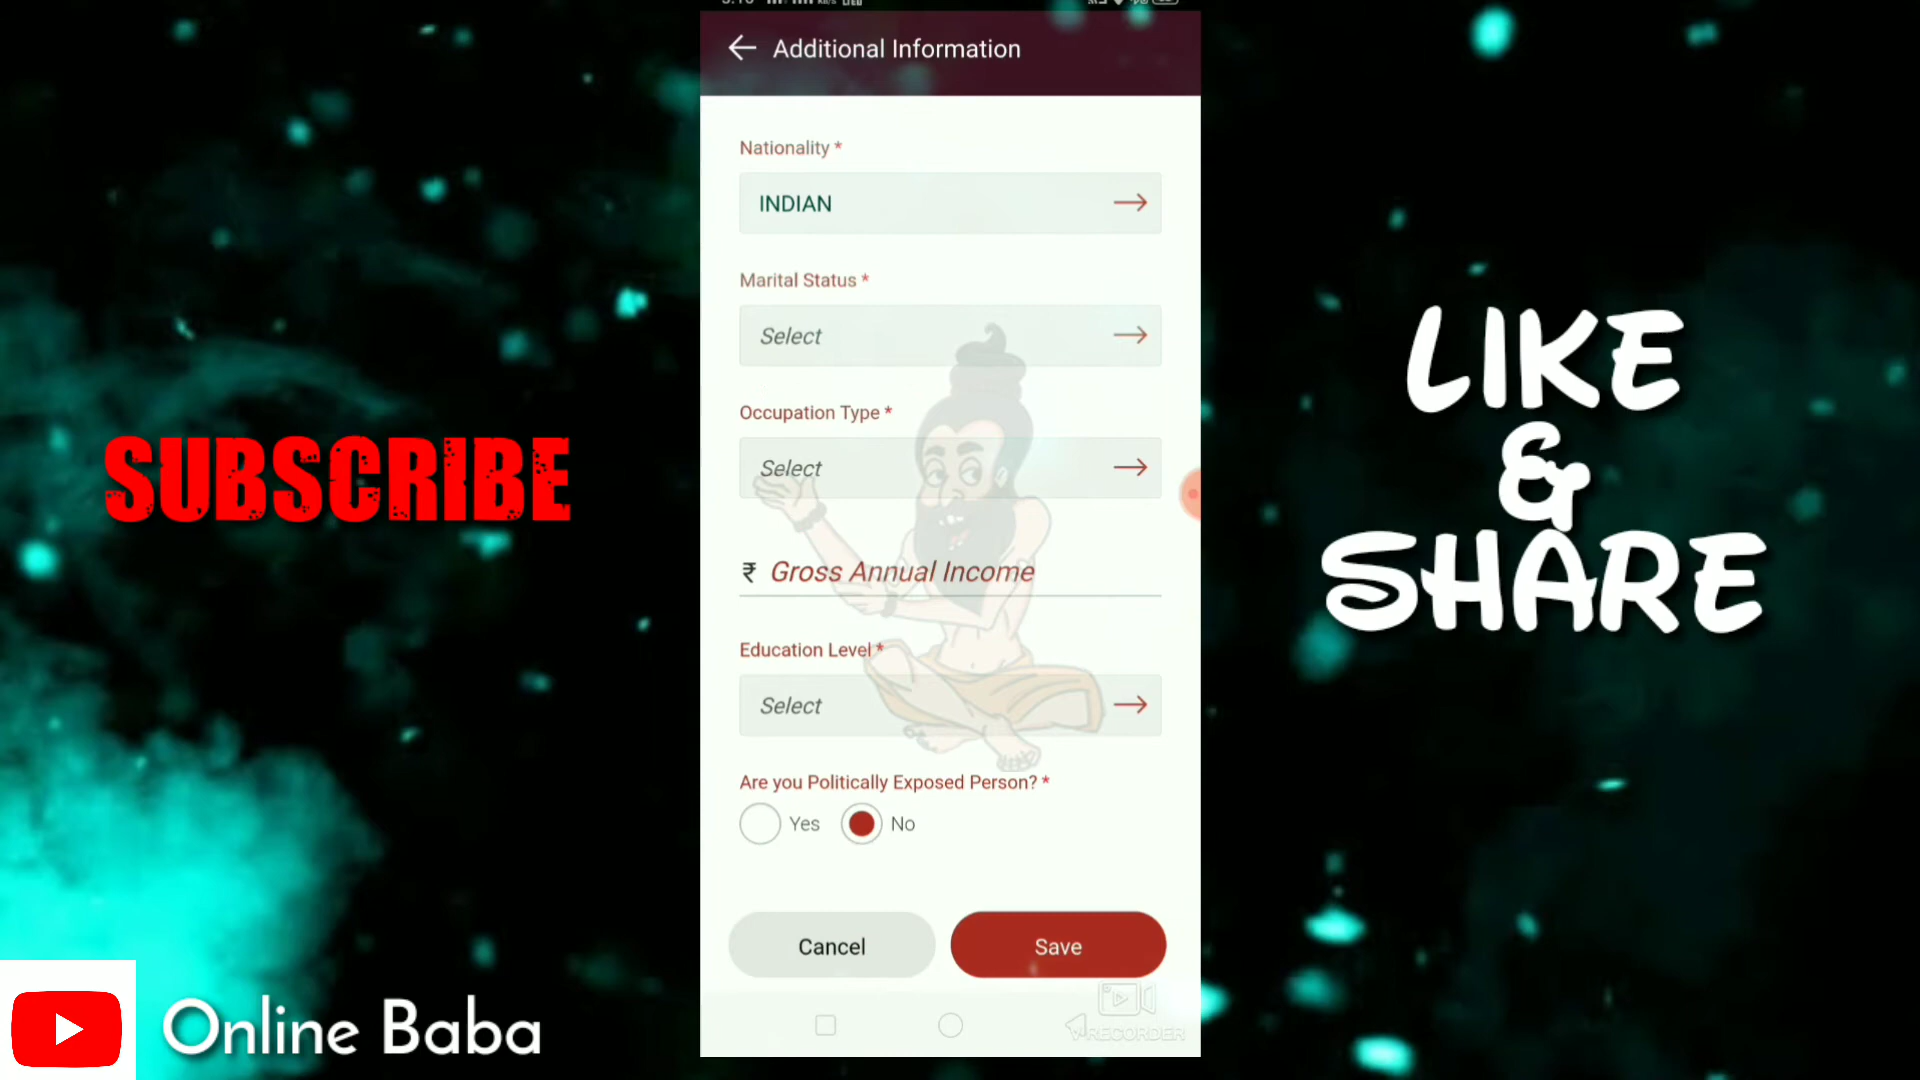 Additional Information
Nationality *
INDIAN
Marital Status *
Select
Occupation Type *
Select
₹ Gross Annual Income
Education Level *
Select
Are you Politically Exposed Person? *
Yes No
Cancel Save
SUBSCRIBE
LIKE
&
SHARE
Online Baba
V RECORDER